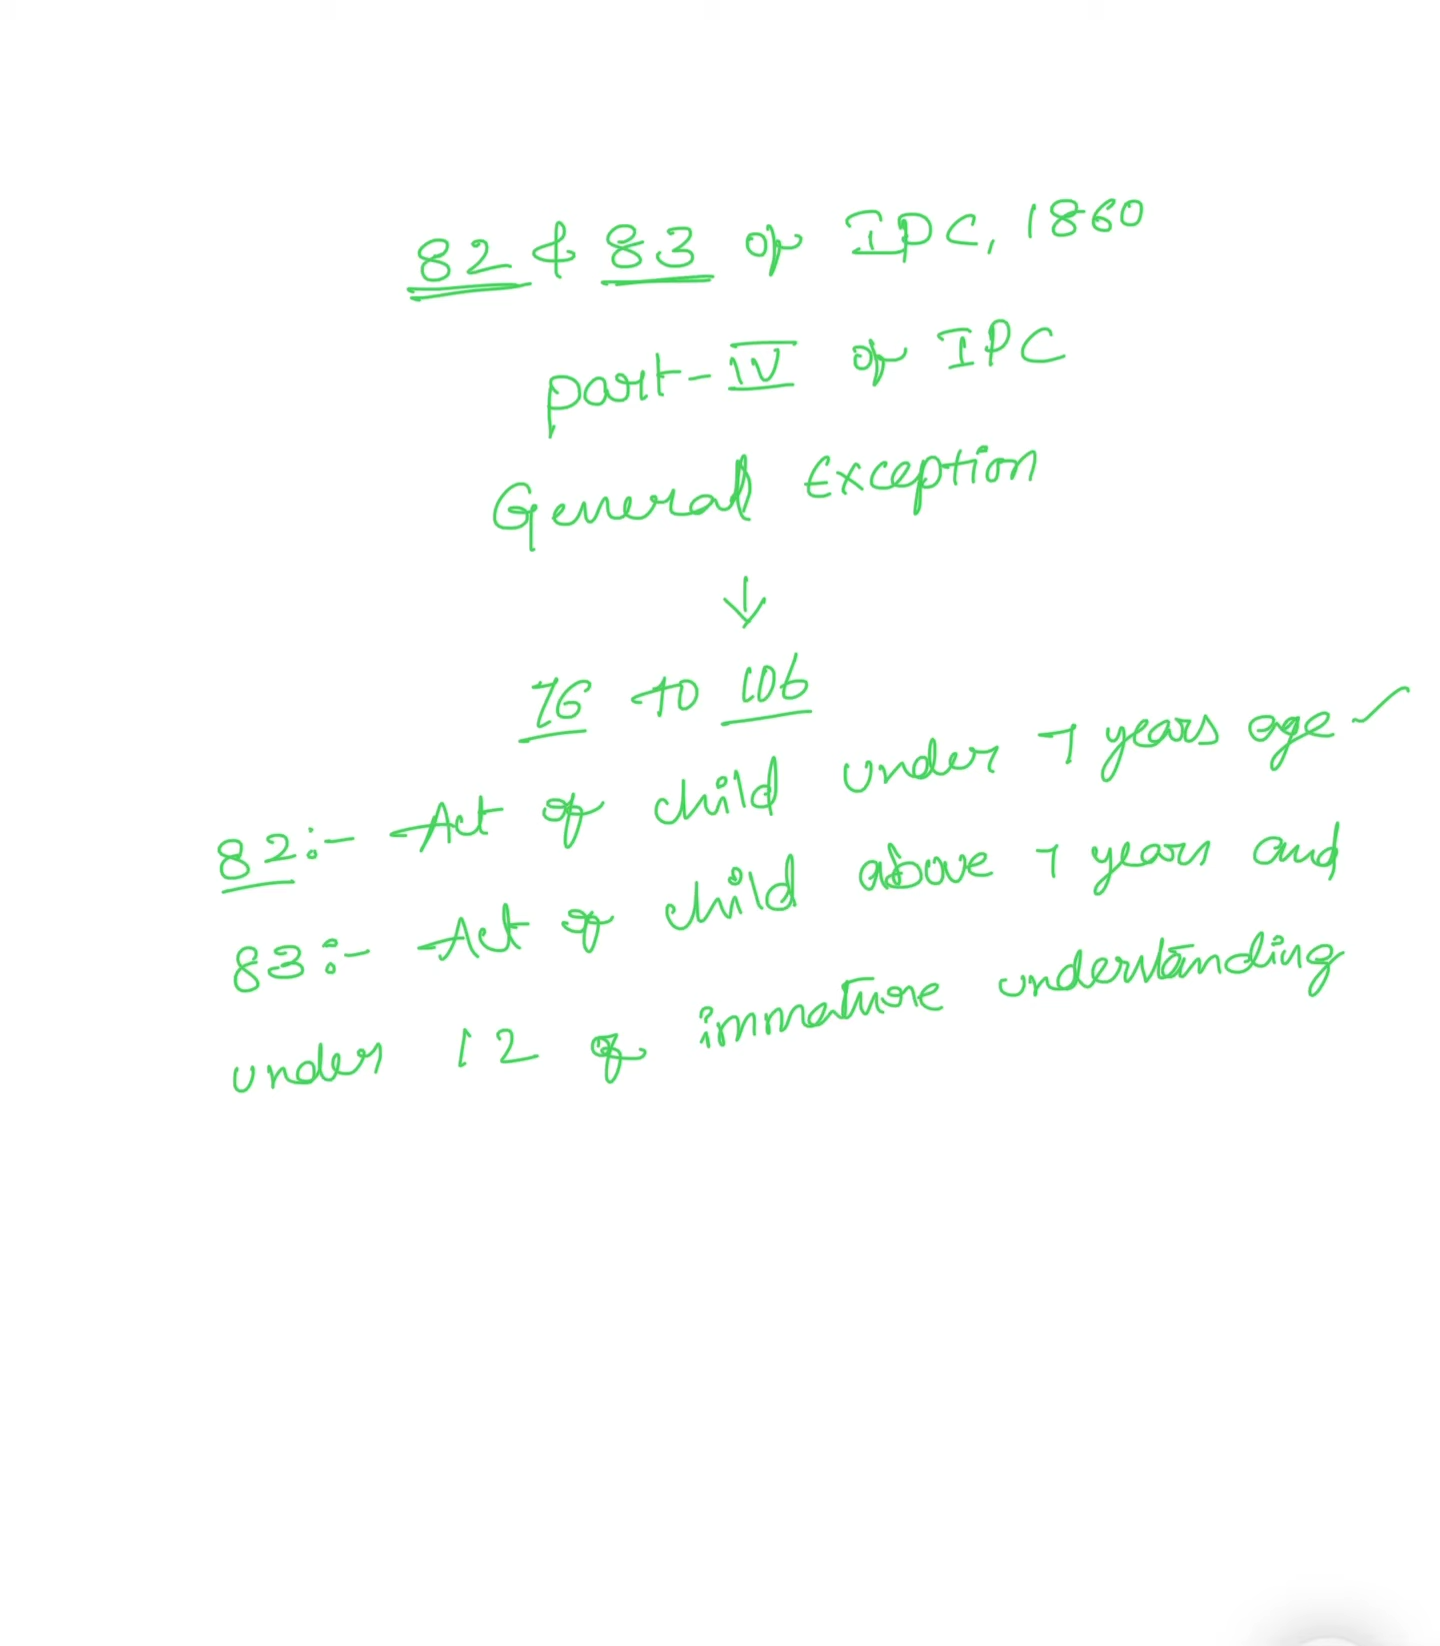 82 & 83 of IPC, 1860
part-IV of IPC
General Exception
↓
76 to 106
82:- Act of child under 7 years age
83:- Act of child above 7 years and
under 12 of immature understanding